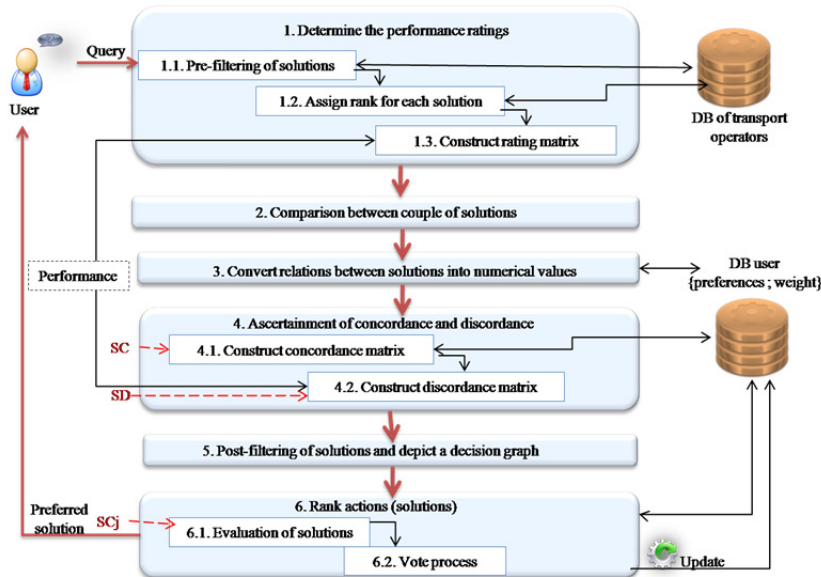 1. Determine the performance ratings
Query
1.1. Pre-filtering of solutions
User
1.2. Assign rank for each solution
DB of transport
operators
1.3. Construct rating matrix
2. Comparison between couple of solutions
Performance
3. Convert relations between solutions into numerical values
DB user
{preferences ; weight}
4. Ascertainment of concordance and discordance
SC
4.1. Construct concordance matrix
4.2. Construct discordance matrix
SD
5. Post-filtering of solutions and depict a decision graph
Preferred
solution
6. Rank actions (solutions)
SCj
6.1. Evaluation of solutions
6.2. Vote process
Update